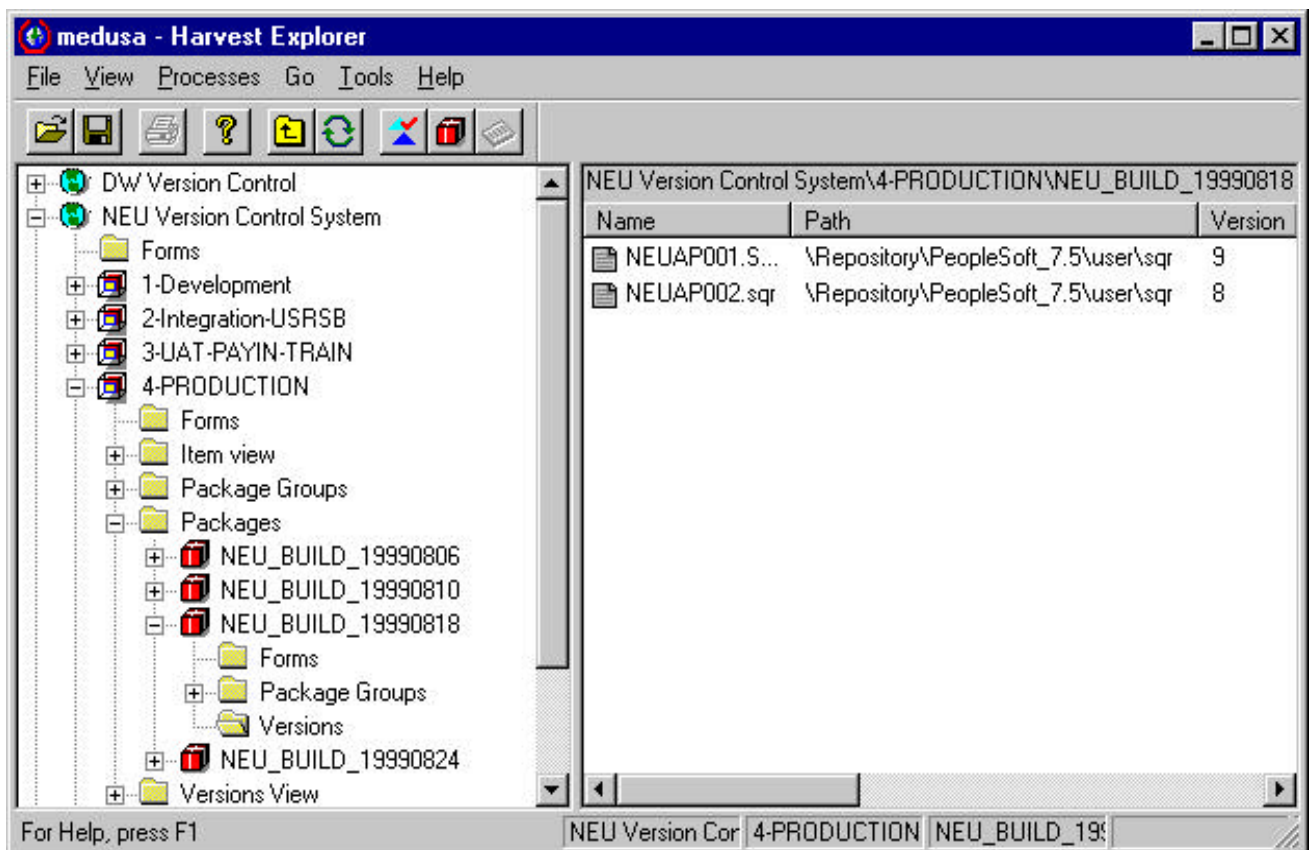 medusa - Harvest Explorer
File View Processes Go Tools Help
DW Version Control
NEU Version Control System
Forms
1-Development
2-Integration-USRSB
3-UAT-PAYIN-TRAIN
4-PRODUCTION
Forms
Item view
Package Groups
Packages
NEU_BUILD_19990806
NEU_BUILD_19990810
NEU_BUILD_19990818
Forms
Package Groups
Versions
NEU_BUILD_19990824
Versions View
NEU Version Control System\4-PRODUCTION\NEU_BUILD_19990818
Name Path Version
NEUAP001.S... \Repository\PeopleSoft_7.5\user\sqr 9
NEUAP002.sqr \Repository\PeopleSoft_7.5\user\sqr 8
For Help, press F1 NEU Version Cor 4-PRODUCTION NEU_BUILD_199